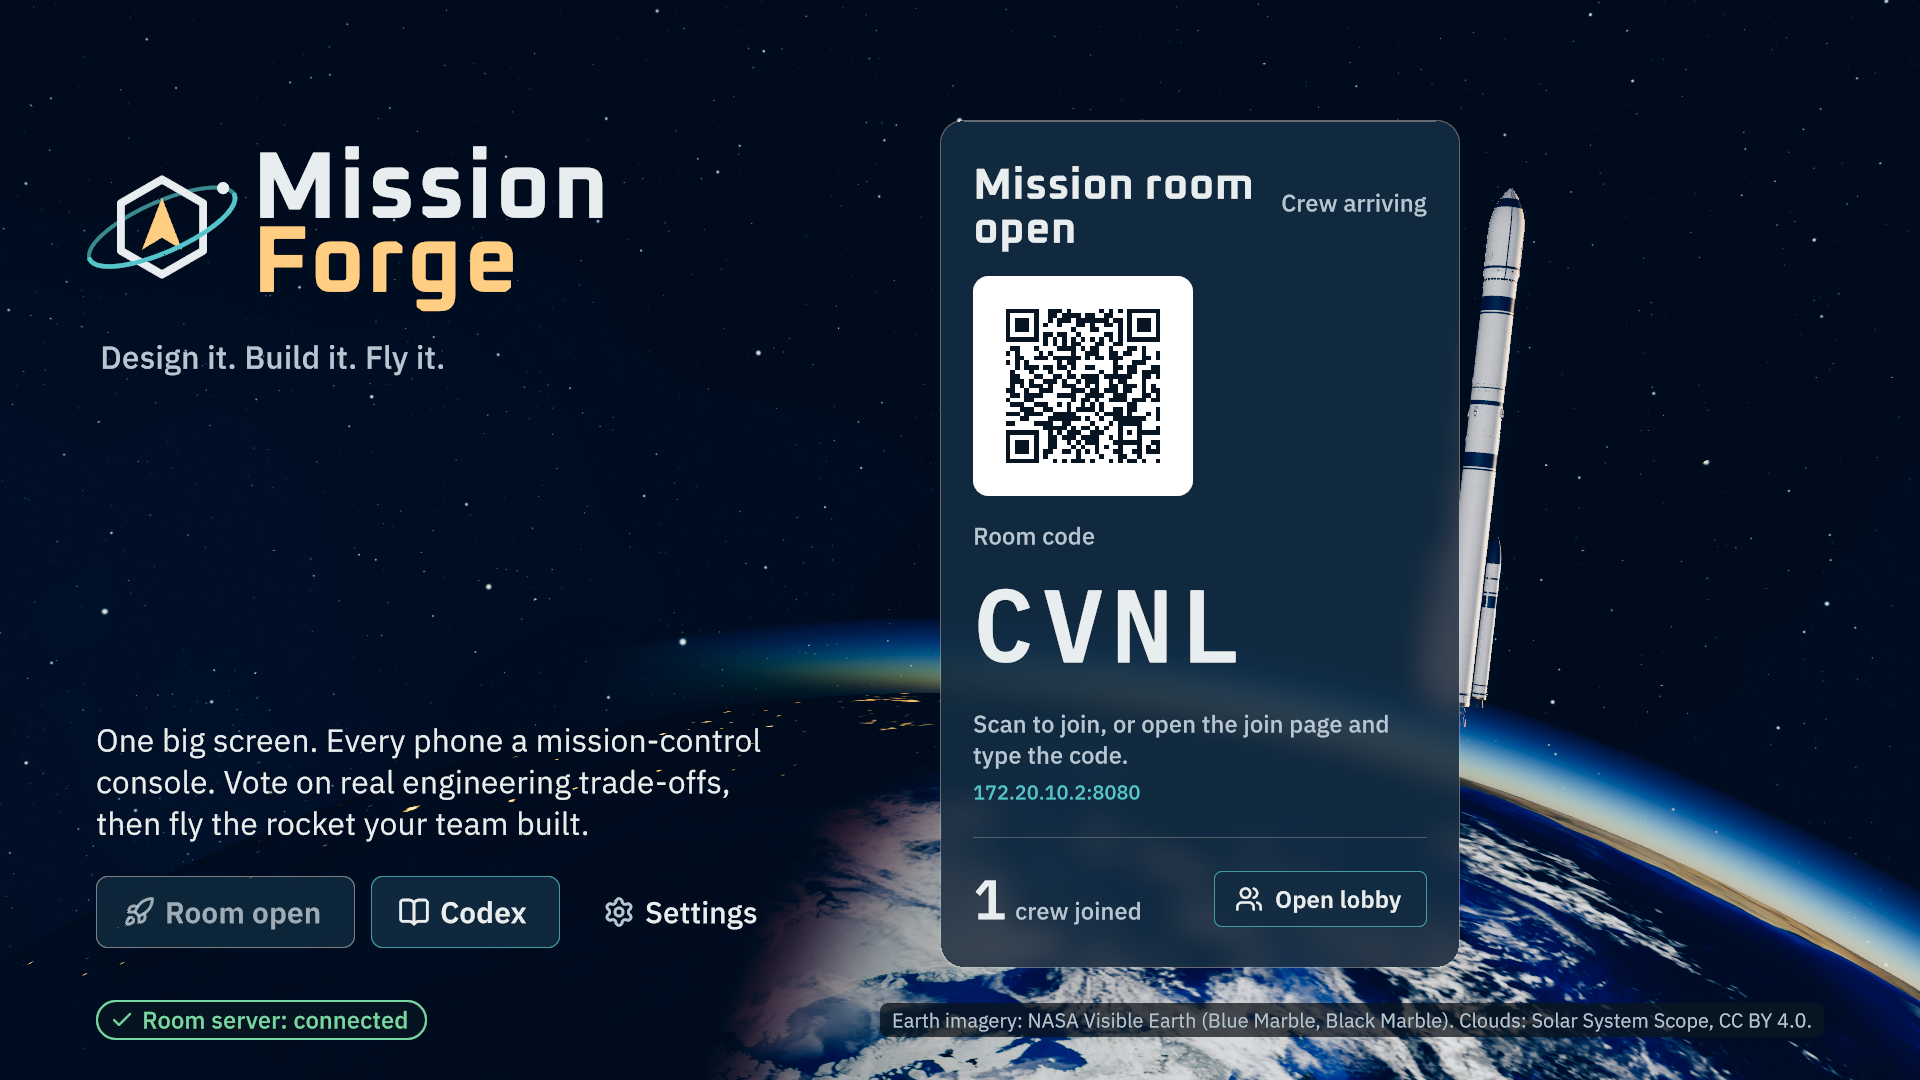 Mission
Forge
Design it. Build it. Fly it.
One big screen. Every phone a mission-control
console. Vote on real engineering trade-offs,
then fly the rocket your team built.
Room open
Codex
Settings
Room server: connected
Mission room
open
Crew arriving
Room code
CVNL
Scan to join, or open the join page and
type the code.
172.20.10.2:8080
1 crew joined
Open lobby
Earth imagery: NASA Visible Earth (Blue Marble, Black Marble). Clouds: Solar System Scope, CC BY 4.0.